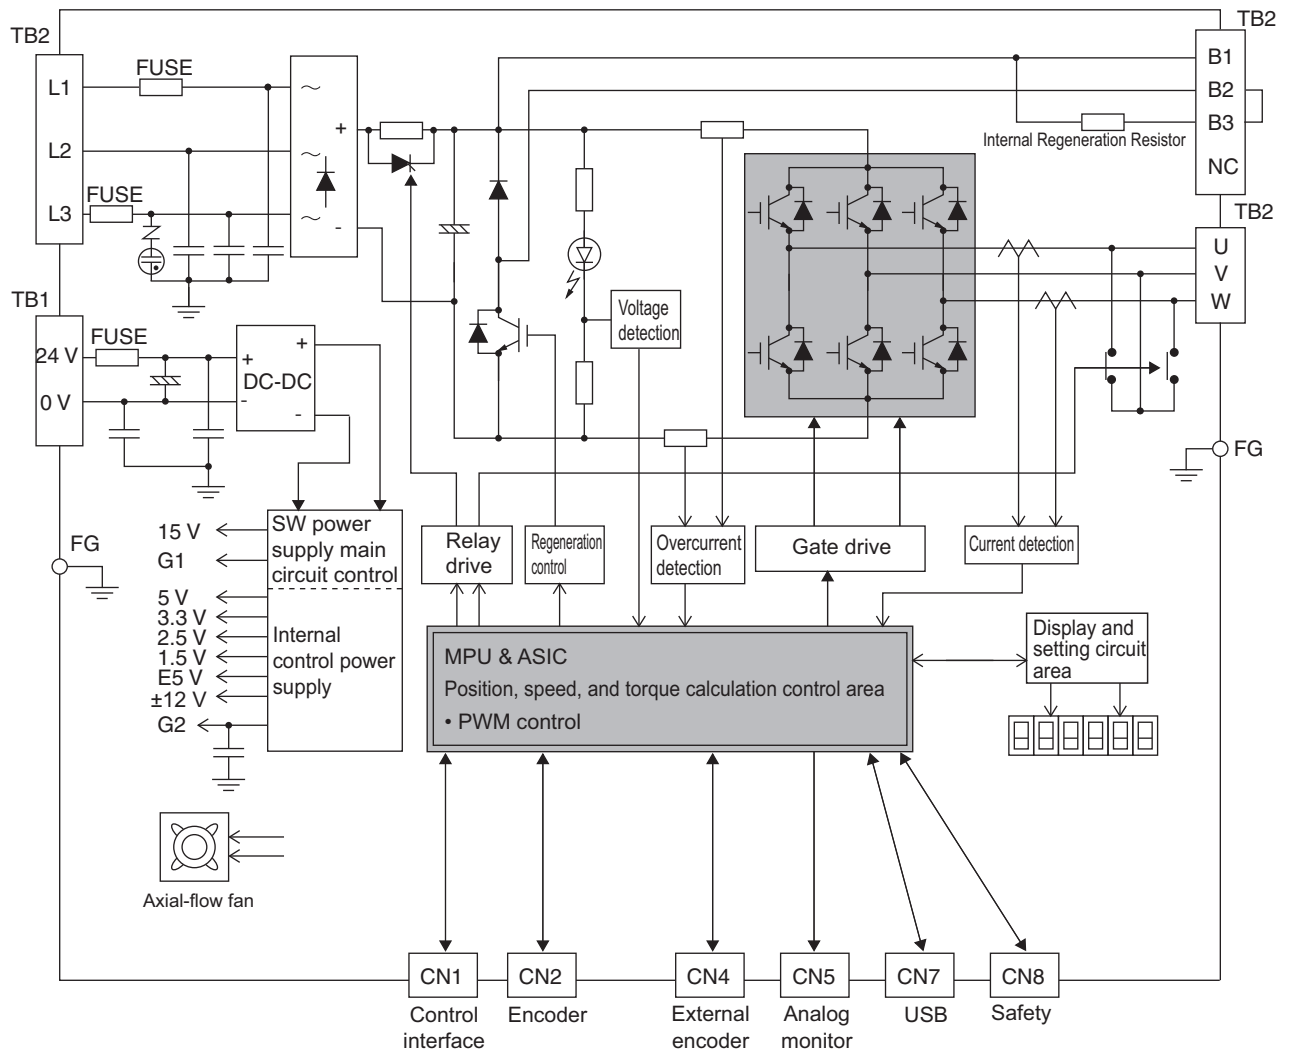 TB2
TB2
FUSE
L1
L2
FUSE
L3
+
-
B1
B2
B3
Internal Regeneration Resistor
NC
TB2
U
V
W
TB1
FUSE
24 V
0 V
+
-
DC-DC
+
-
Voltage
detection
FG
FG
15 V
G1
5 V
3.3 V
2.5 V
1.5 V
E5 V
±12 V
G2
SW power
supply main
circuit control
Internal
control power
supply
Relay
drive
Regeneration
control
Overcurrent
detection
Gate drive
Current detection
MPU & ASIC
Position, speed, and torque calculation control area
• PWM control
Display and
setting circuit
area
Axial-flow fan
CN1
CN2
CN4
CN5
CN7
CN8
Control
interface
Encoder
External
encoder
Analog
monitor
USB
Safety